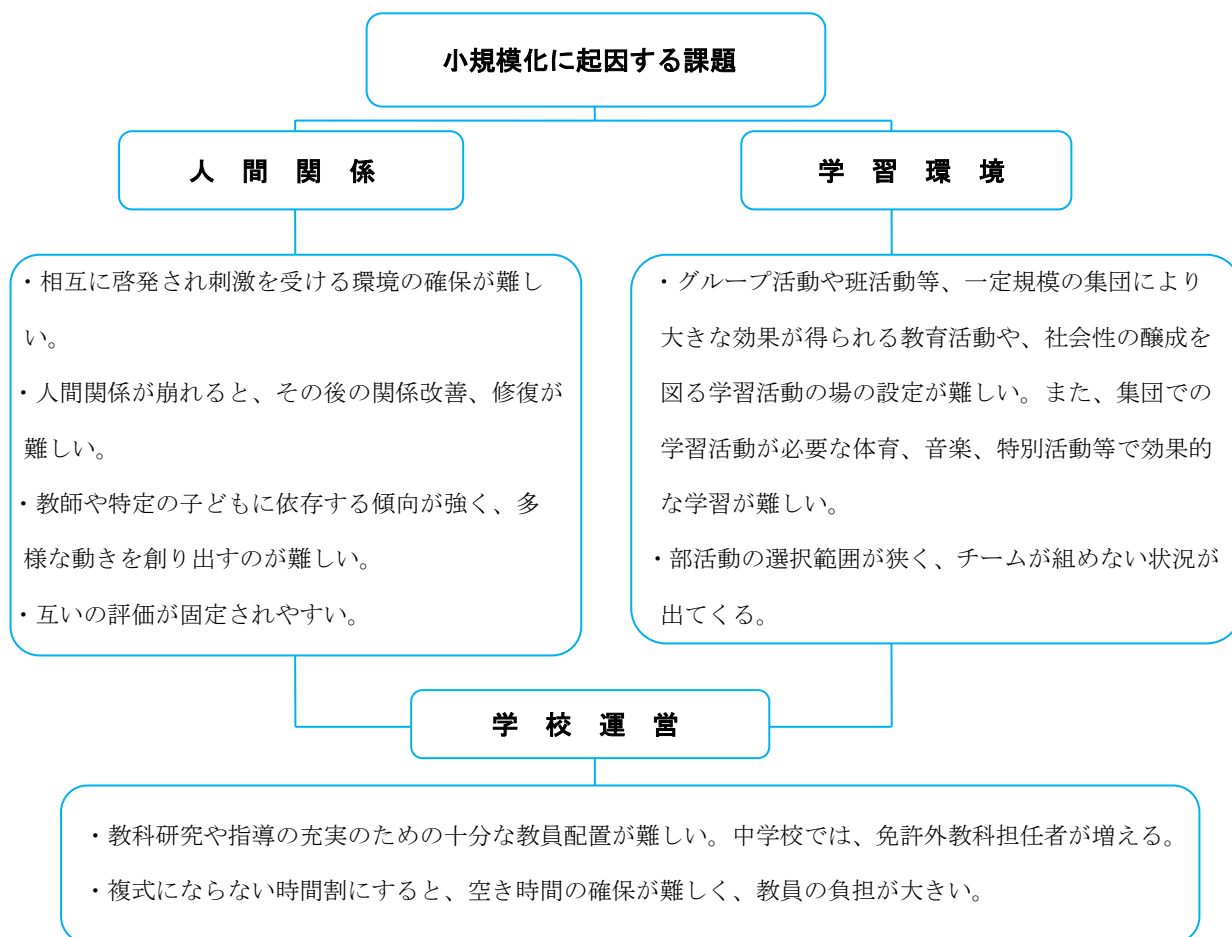 小規模化に起因する課題
人　間　関　係
・相互に啓発され刺激を受ける環境の確保が難し
い。
・人間関係が崩れると、その後の関係改善、修復が
難しい。
・教師や特定の子どもに依存する傾向が強く、多
様な動きを創り出すのが難しい。
・互いの評価が固定されやすい。
学　習　環　境
・グループ活動や班活動等、一定規模の集団により
大きな効果が得られる教育活動や、社会性の醸成を
図る学習活動の場の設定が難しい。また、集団での
学習活動が必要な体育、音楽、特別活動等で効果的
な学習が難しい。
・部活動の選択範囲が狭く、チームが組めない状況が
出てくる。
学　校　運　営
・教科研究や指導の充実のための十分な教員配置が難しい。中学校では、免許外教科担任者が増える。
・複式にならない時間割にすると、空き時間の確保が難しく、教員の負担が大きい。